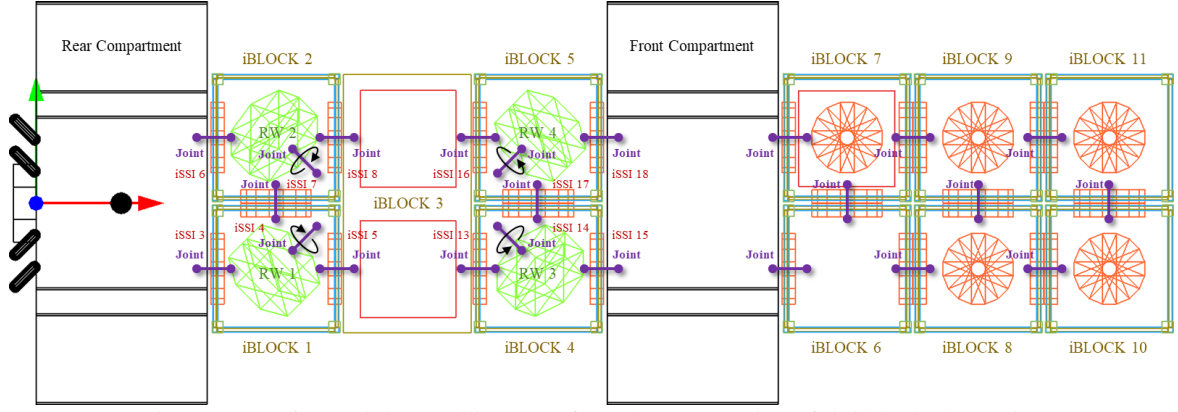 Rear Compartment
Front Compartment
iBLOCK 2
iBLOCK 5
iBLOCK 7
iBLOCK 9
iBLOCK 11
RW 2
RW 4
Joint
Joint
Joint
Joint
Joint
Joint
Joint
Joint
Joint
iSSI 6
iSSI 8
iSSI 16
iSSI 18
Joint
iSSI 7
Joint
iSSI 17
Joint
Joint
Joint
iBLOCK 3
iSSI 3
iSSI 4
iSSI 5
iSSI 13
iSSI 14
iSSI 15
Joint
Joint
Joint
Joint
Joint
Joint
Joint
Joint
Joint
RW 1
RW 3
iBLOCK 1
iBLOCK 4
iBLOCK 6
iBLOCK 8
iBLOCK 10